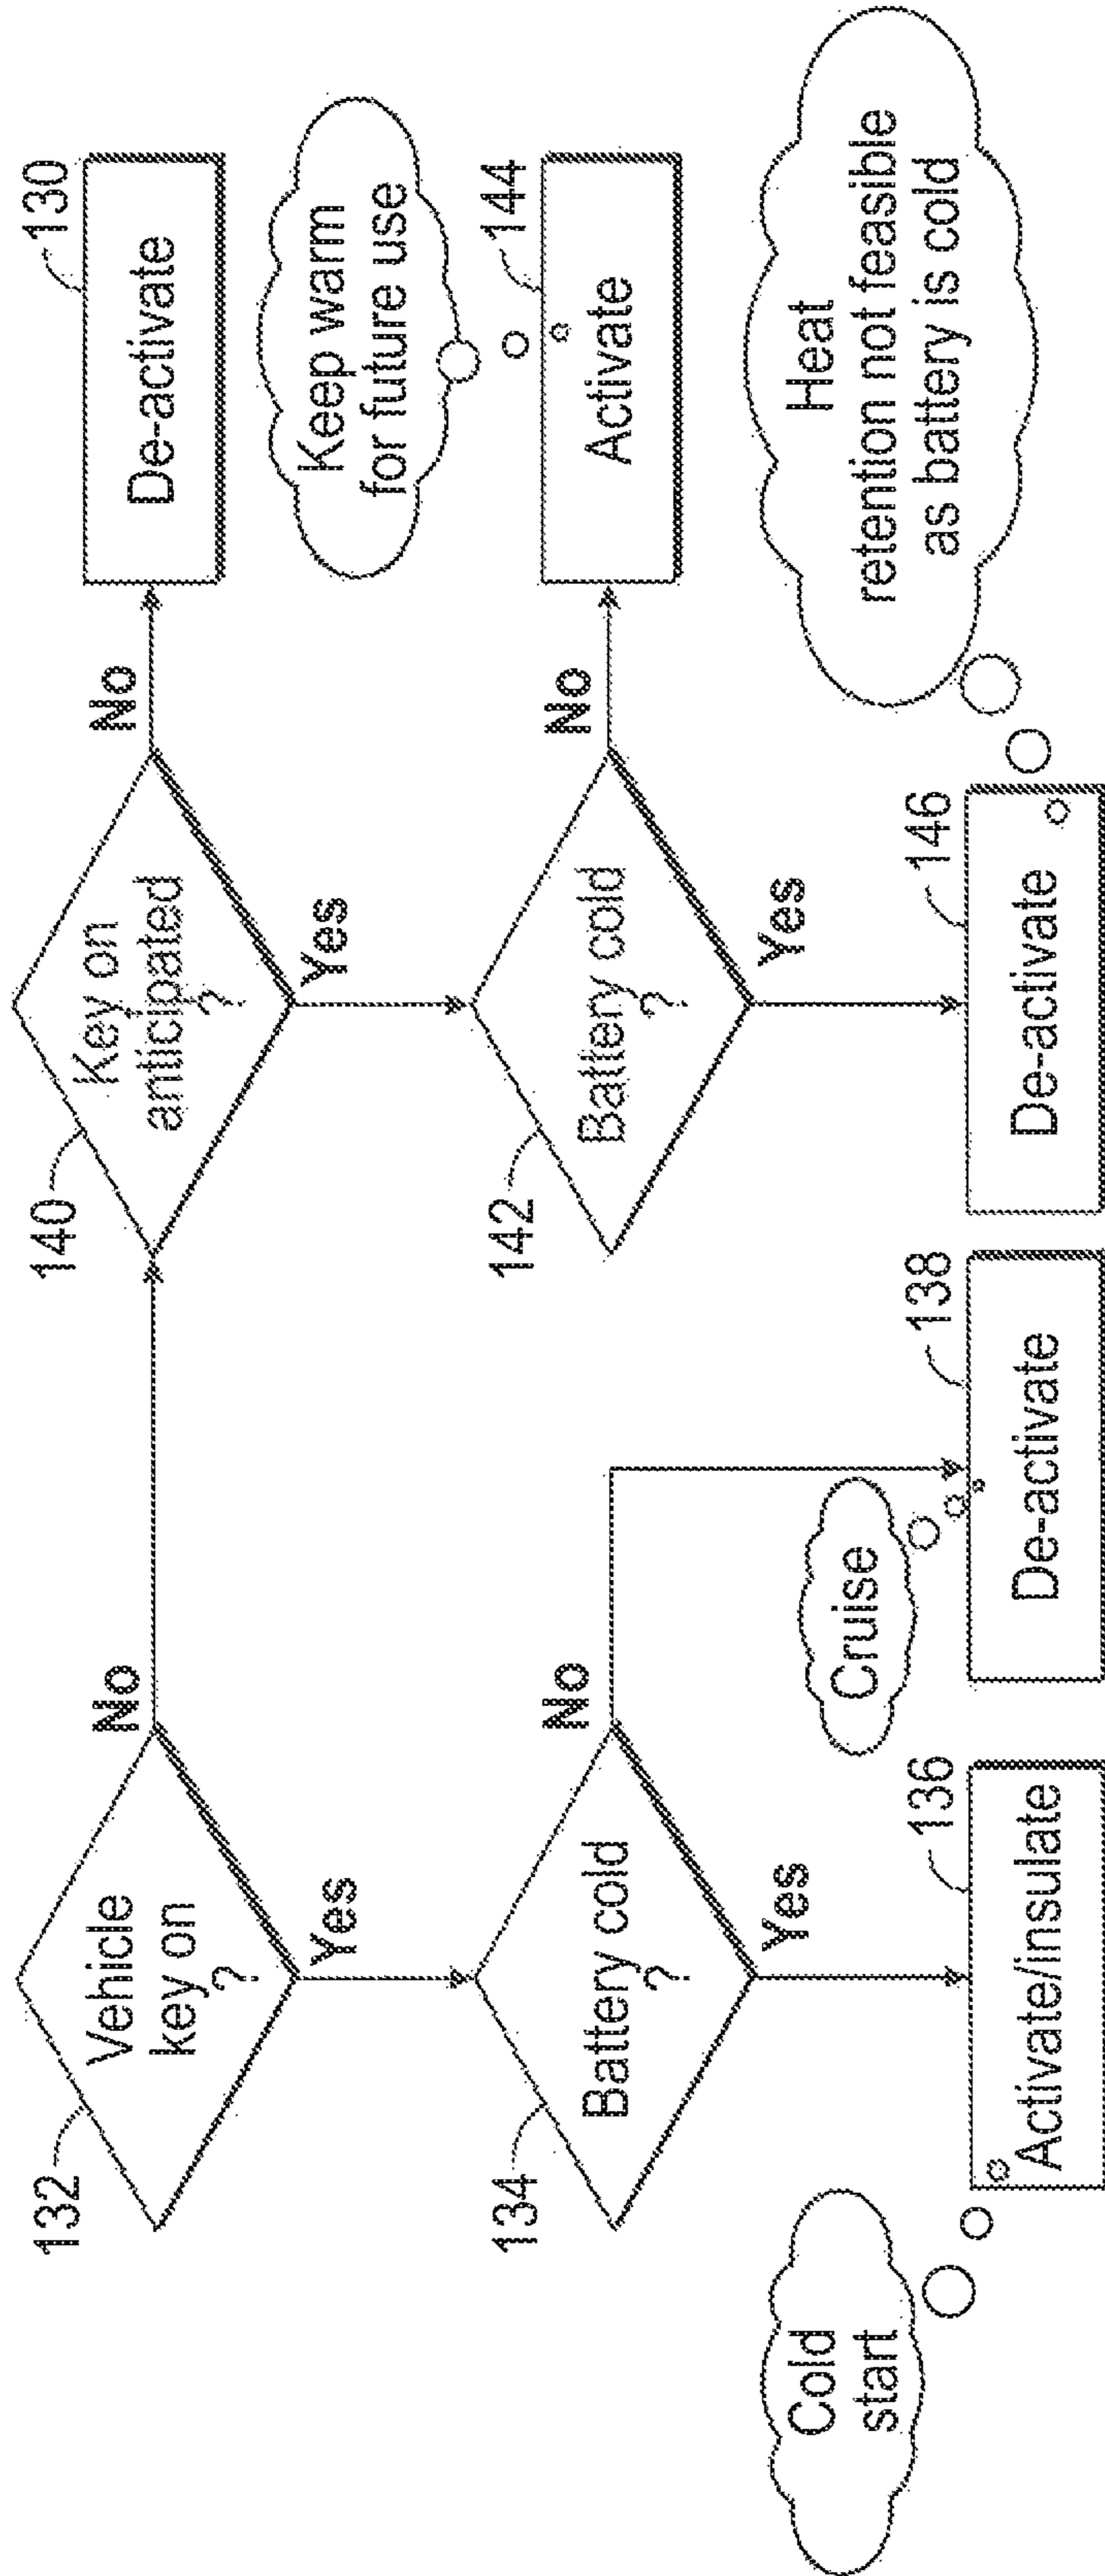 132
Vehicle
key on
?
No
Yes
140
Key on
anticipated
?
No
Yes
130
De-activate
Keep warm
for future use
134
Battery cold
?
No
Yes
142
Battery cold
?
No
Yes
144
Activate
Cold
start
136
Activate/insulate
Cruise
138
De-activate
146
De-activate
Heat
retention not feasible
as battery is cold